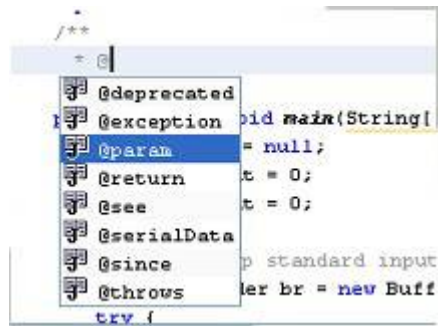 /**
* @
@deprecated
p @exception oid main(String[
@param = null;
@return t = 0;
@see t = 0;
@serialData
@since p standard input
@throws er br = new Buff
try {